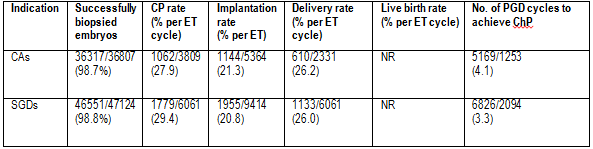 Indication Successfully biopsied embryos CP rate (% per ET cycle) Implantation rate (% per ET) Delivery rate (% per ET cycle) Live birth rate (% per ET cycle) No. of PGD cycles to achieve ChP
CAs 36317/36807 (98.7%) 1062/3809 (27.9) 1144/5364 (21.3) 610/2331 (26.2) NR 5169/1253 (4.1)
SGDs 46551/47124 (98.8%) 1779/6061 (29.4) 1955/9414 (20.8) 1133/6061 (26.0) NR 6826/2094 (3.3)